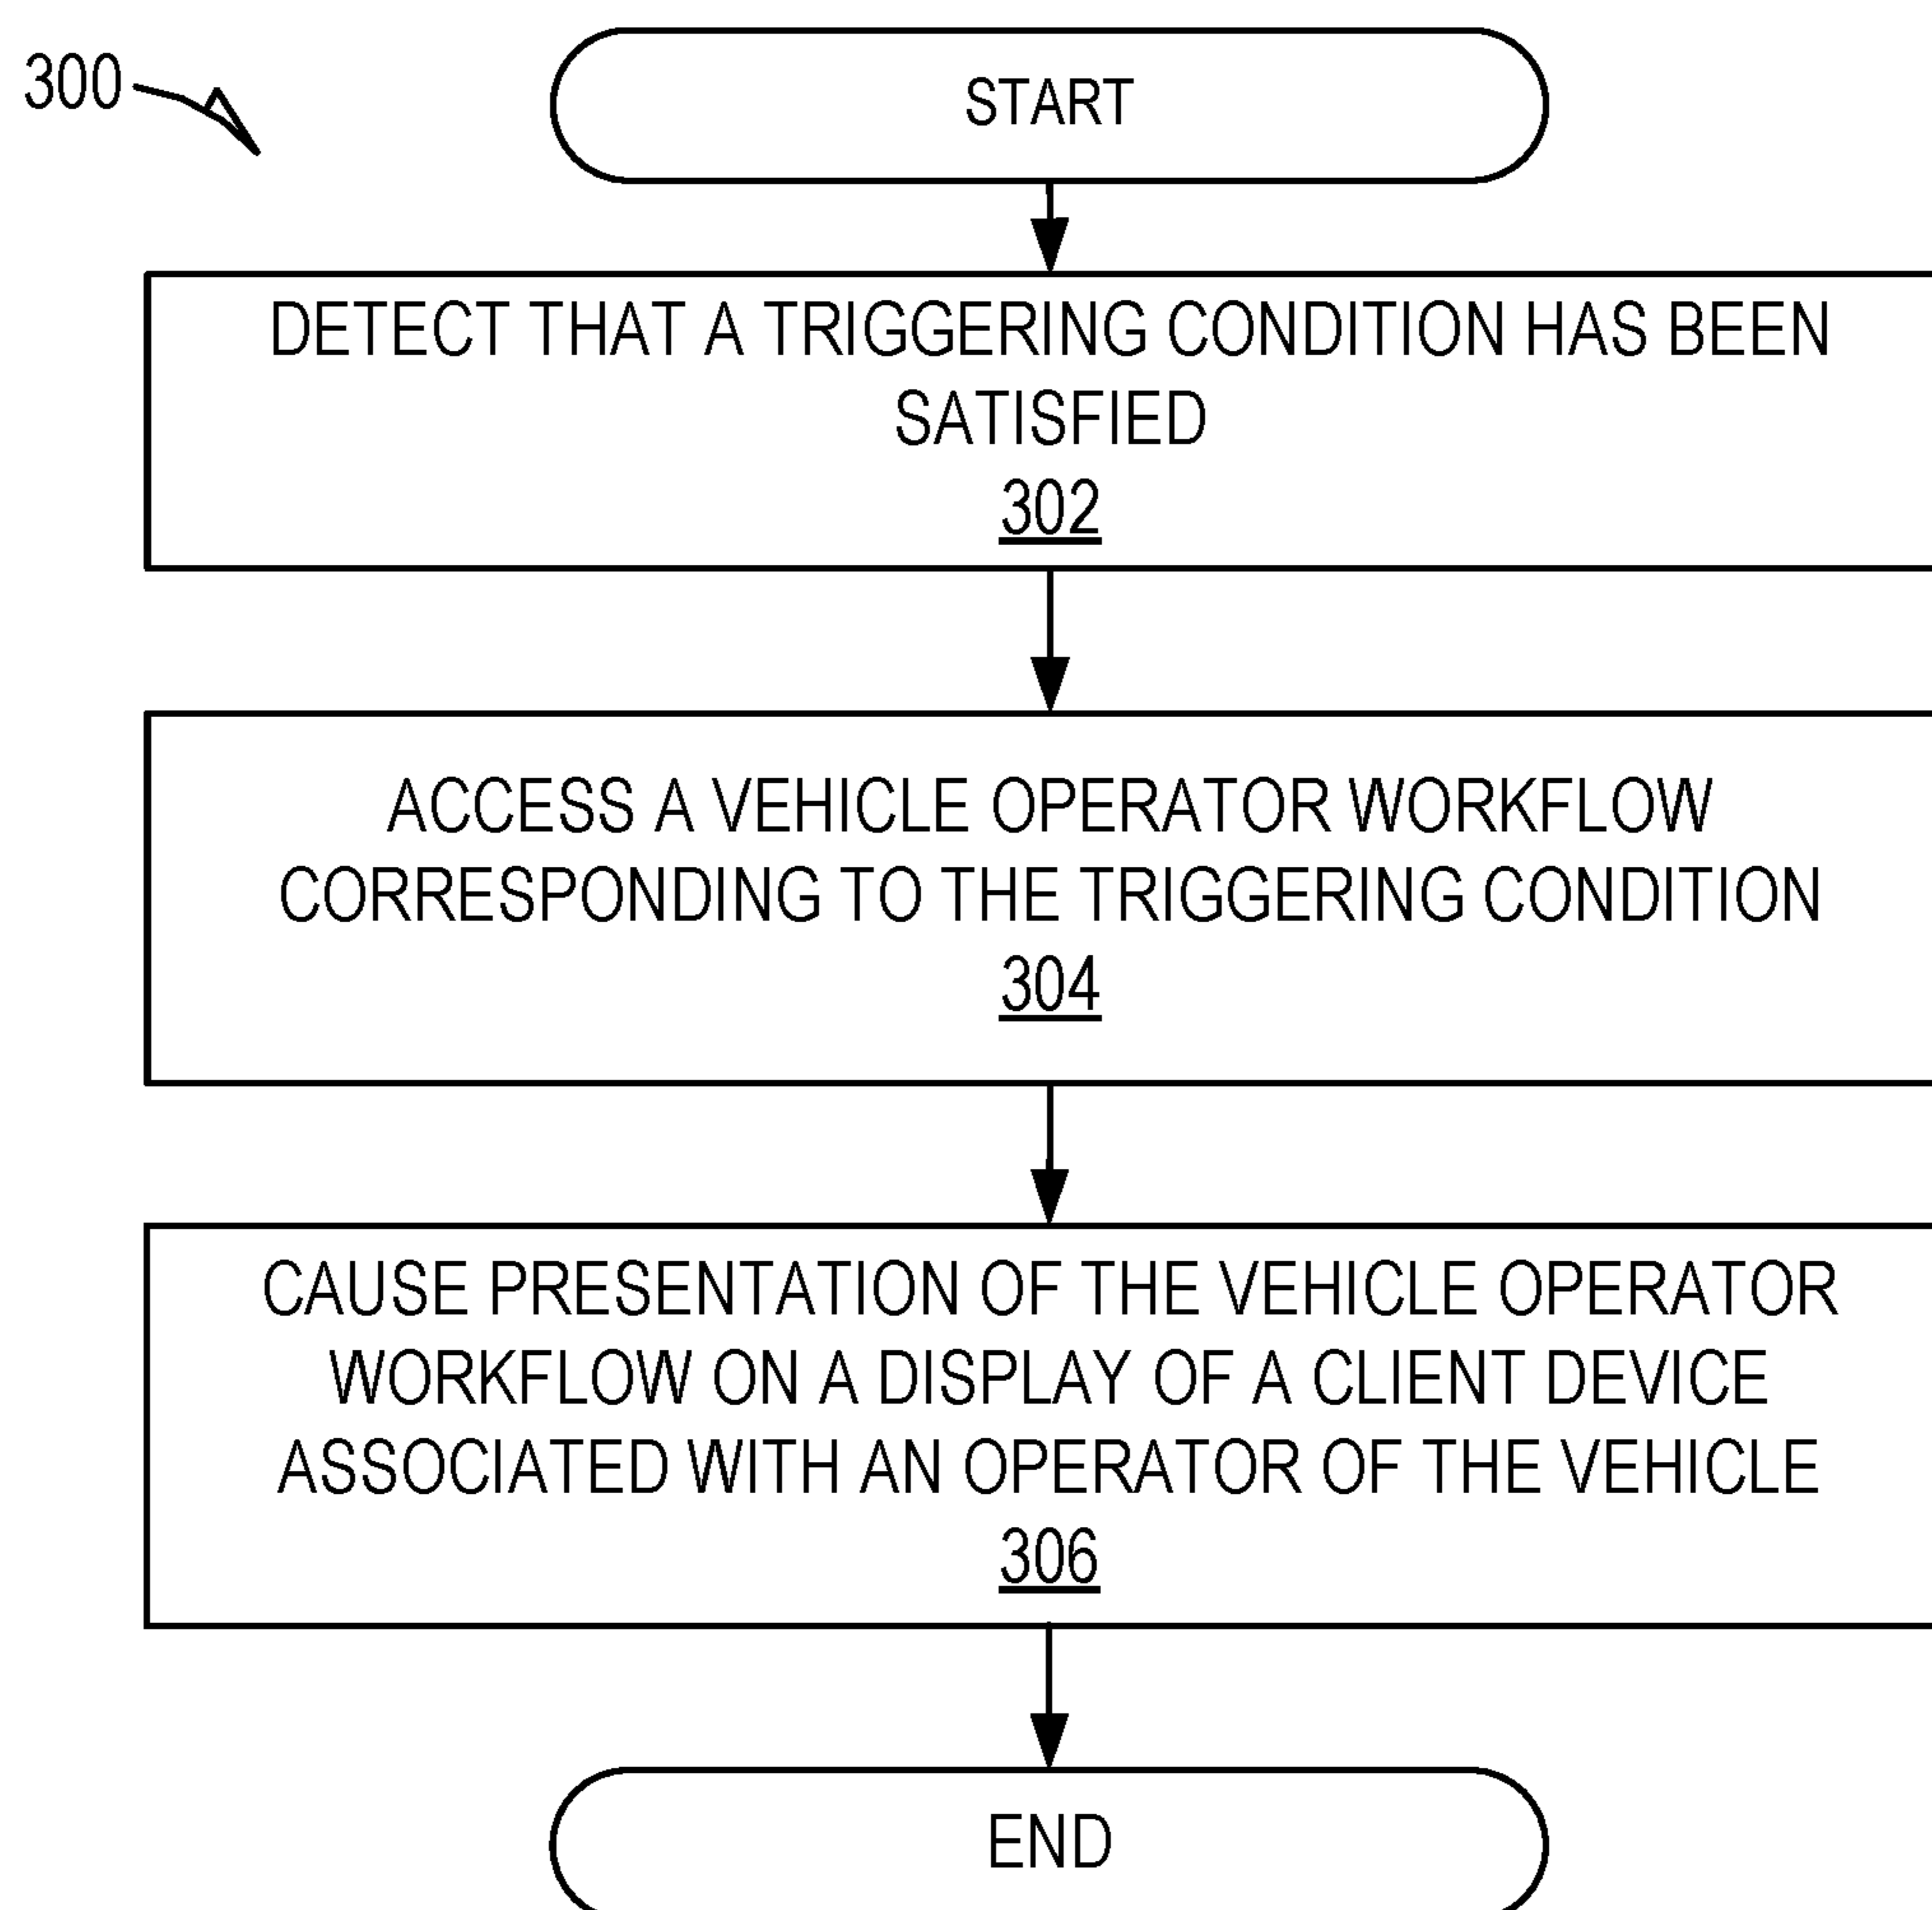 300
START
DETECT THAT A TRIGGERING CONDITION HAS BEEN
SATISFIED
302
ACCESS A VEHICLE OPERATOR WORKFLOW
CORRESPONDING TO THE TRIGGERING CONDITION
304
CAUSE PRESENTATION OF THE VEHICLE OPERATOR
WORKFLOW ON A DISPLAY OF A CLIENT DEVICE
ASSOCIATED WITH AN OPERATOR OF THE VEHICLE
306
END